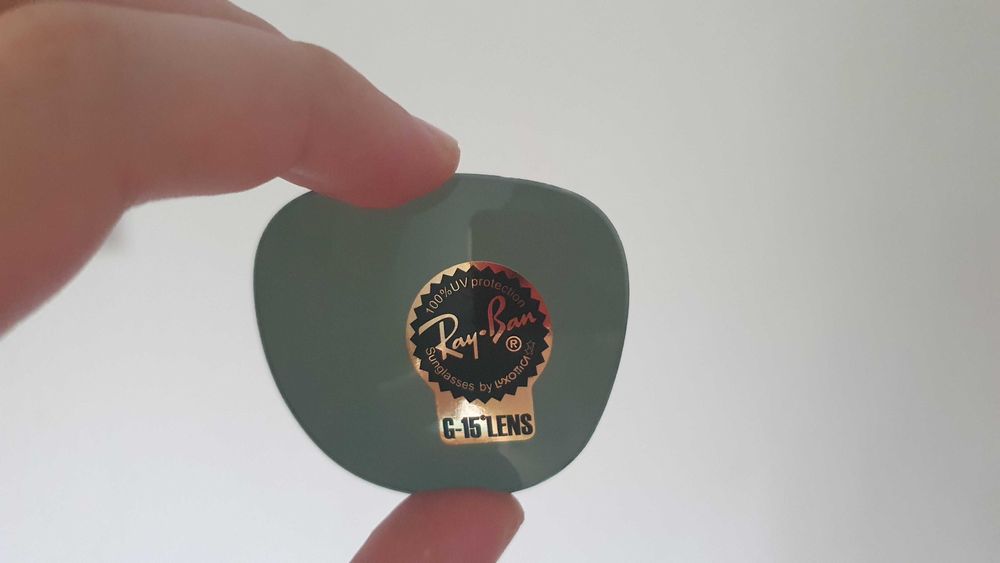 100% UV protection
Ray-Ban
®
Sunglasses by LUXOTTICA
G-15 LENS